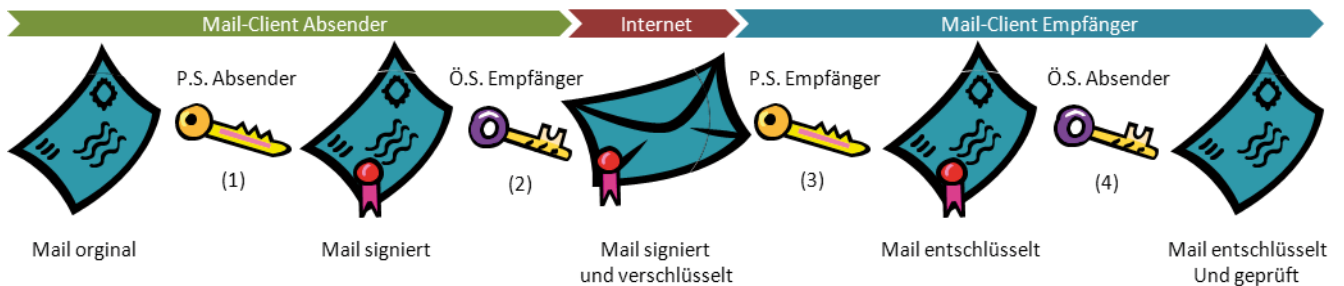 Mail-Client Absender
Internet
Mail-Client Empfänger
P.S. Absender
Ö.S. Empfänger
P.S. Empfänger
Ö.S. Absender
(1)
(2)
(3)
(4)
Mail orginal
Mail signiert
Mail signiert
und verschlüsselt
Mail entschlüsselt
Mail entschlüsselt
Und geprüft